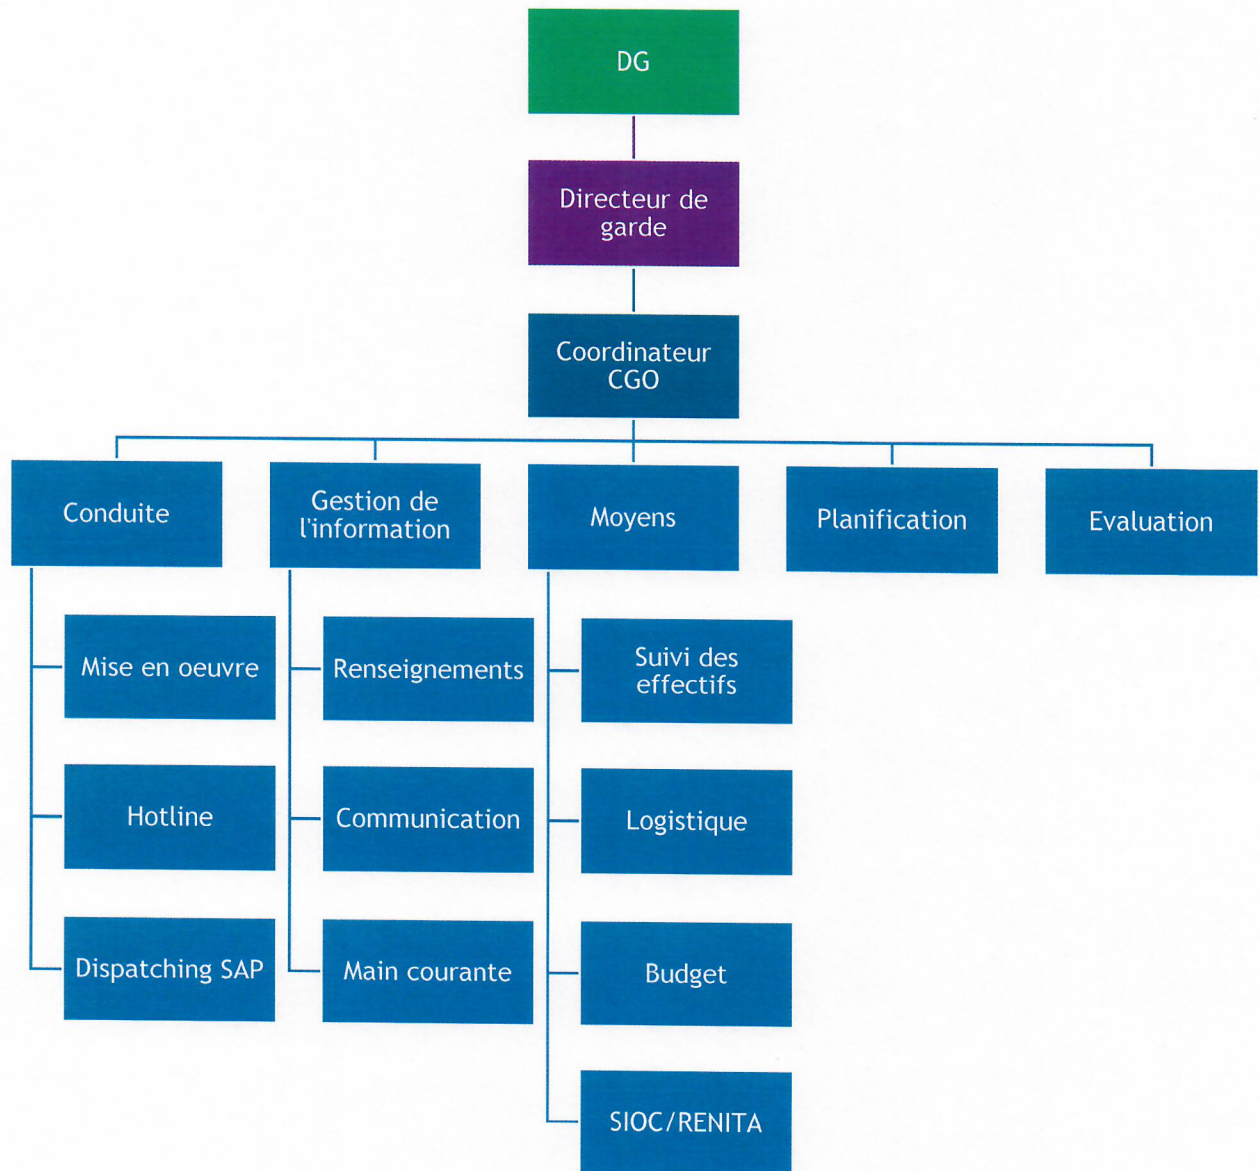 DG
Directeur de
garde
Coordinateur
CGO
Conduite
Gestion de
l'information
Moyens
Planification
Evaluation
Mise en oeuvre
Renseignements
Suivi des
effectifs
Hotline
Communication
Logistique
Dispatching SAP
Main courante
Budget
SIOC/RENITA